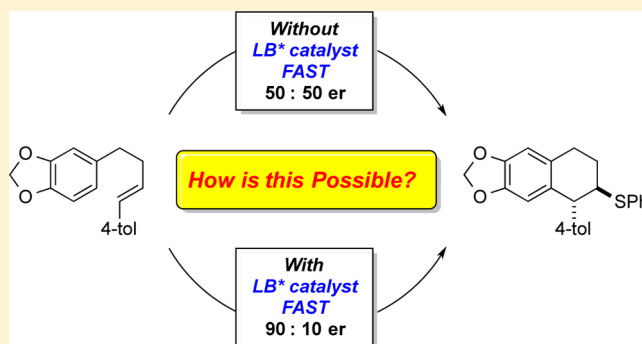 Without
LB* catalyst
FAST
50 : 50 er
O
O
4-tol
How is this Possible?
O
O
SPh
4-tol
With
LB* catalyst
FAST
90 : 10 er